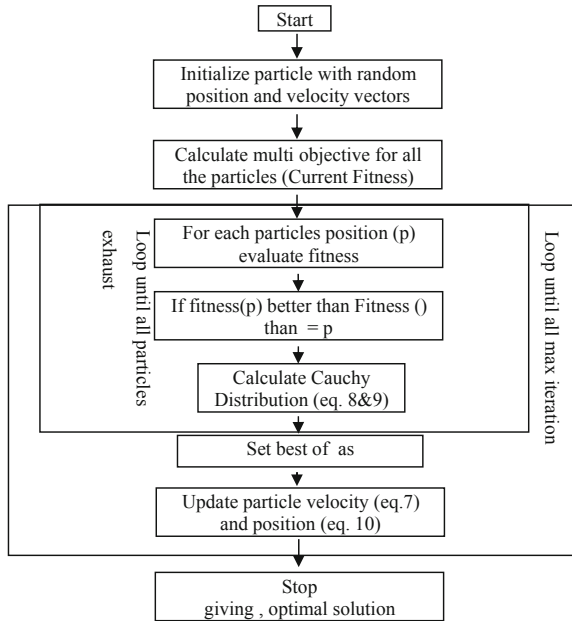 Start
Initialize particle with random
position and velocity vectors
Calculate multi objective for all
the particles (Current Fitness)
For each particles position (p)
evaluate fitness
If fitness(p) better than Fitness ()
than = p
Calculate Cauchy
Distribution (eq. 8&9)
Loop until all particles
exhaust
Loop until all max iteration
Set best of as
Update particle velocity (eq.7)
and position (eq. 10)
Stop
giving , optimal solution